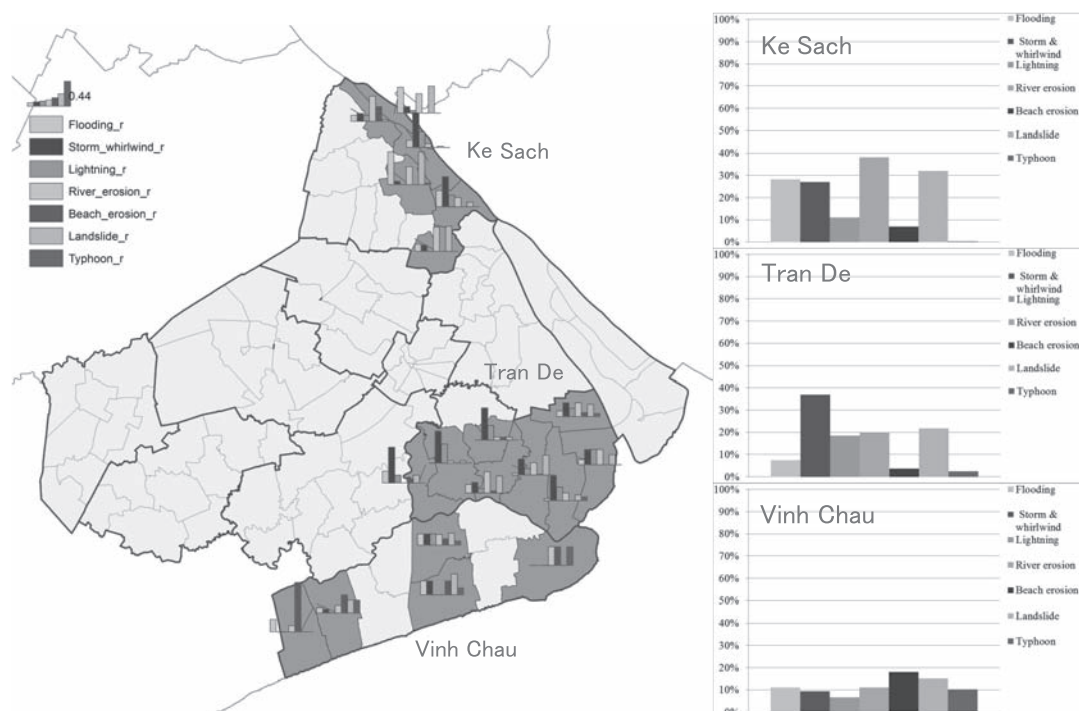 0.44
Flooding_r
Storm_whirlwind_r
Lightning_r
River_erosion_r
Beach_erosion_r
Landslide_r
Typhoon_r
Ke Sach
Tran De
Vinh Chau
Ke Sach
100%
90%
80%
70%
60%
50%
40%
30%
20%
10%
0%
Flooding
Storm &
whirlwind
Lightning
River erosion
Beach erosion
Landslide
Typhoon
Tran De
100%
90%
80%
70%
60%
50%
40%
30%
20%
10%
0%
Flooding
Storm &
whirlwind
Lightning
River erosion
Beach erosion
Landslide
Typhoon
Vinh Chau
100%
90%
80%
70%
60%
50%
40%
30%
20%
10%
0%
Flooding
Storm &
whirlwind
Lightning
River erosion
Beach erosion
Landslide
Typhoon